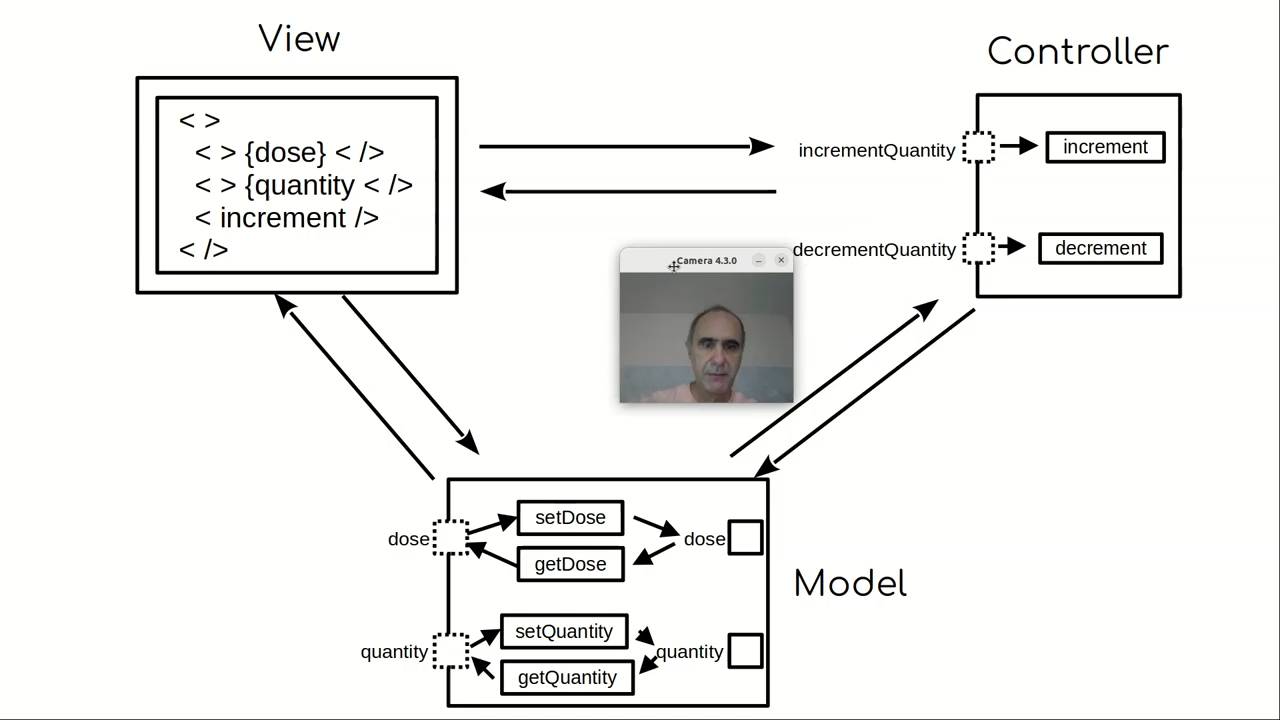 View
Controller
< >
< > {dose} < />
< > {quantity < />
< increment />
< />
incrementQuantity
increment
decrementQuantity
decrement
Camera 4.3.0
dose
setDose
getDose
dose
Model
quantity
setQuantity
getQuantity
quantity